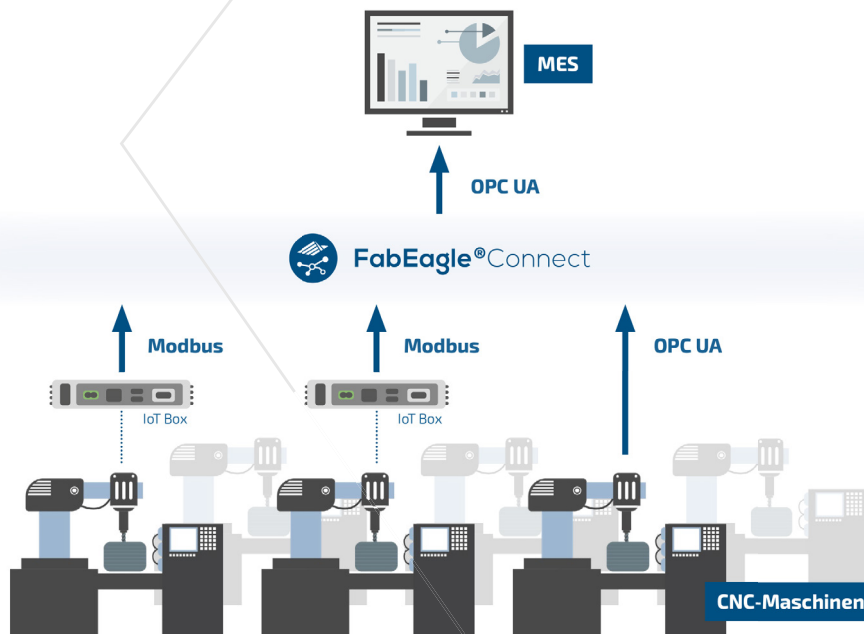 MES
OPC UA
FabEagle®Connect
Modbus
Modbus
OPC UA
IoT Box
IoT Box
CNC-Maschinen